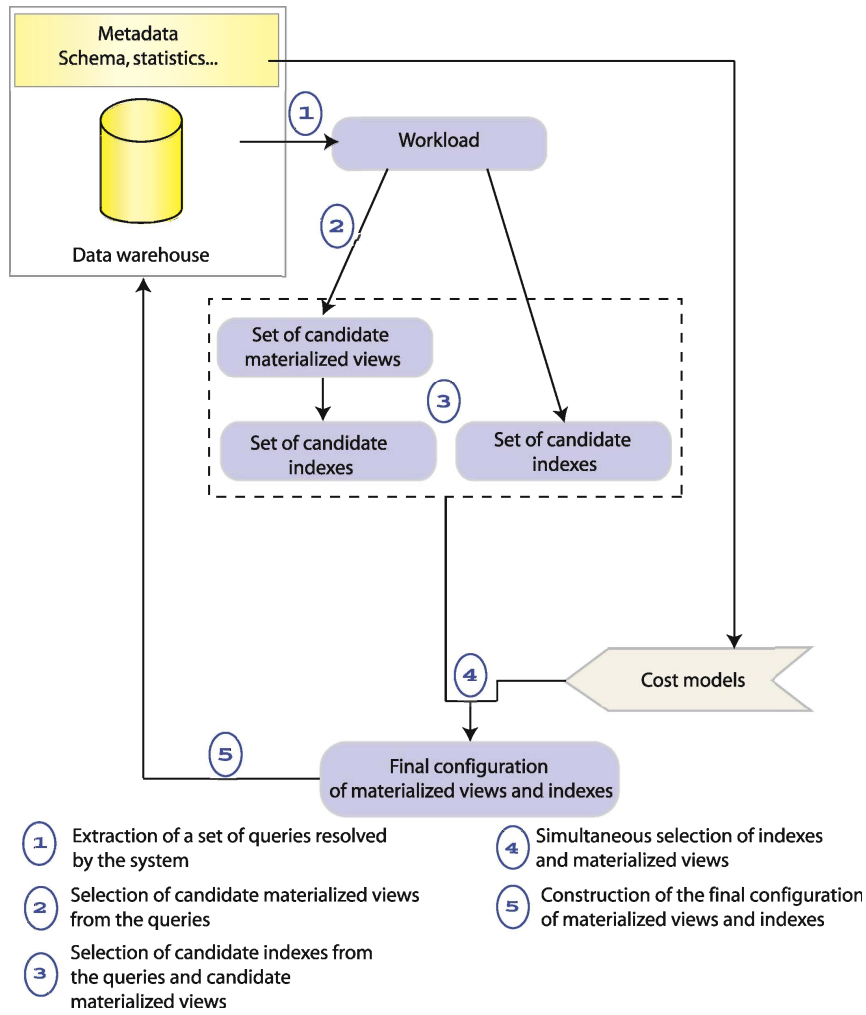 Metadata
Schema, statistics...
1
Workload
2
Data warehouse
Set of candidate
materialized views
3
Set of candidate
indexes
Set of candidate
indexes
4
Cost models
5
Final configuration
of materialized views and indexes
1 Extraction of a set of queries resolved
by the system
2 Selection of candidate materialized views
from the queries
3 Selection of candidate indexes from
the queries and candidate
materialized views
4 Simultaneous selection of indexes
and materialized views
5 Construction of the final configuration
of materialized views and indexes